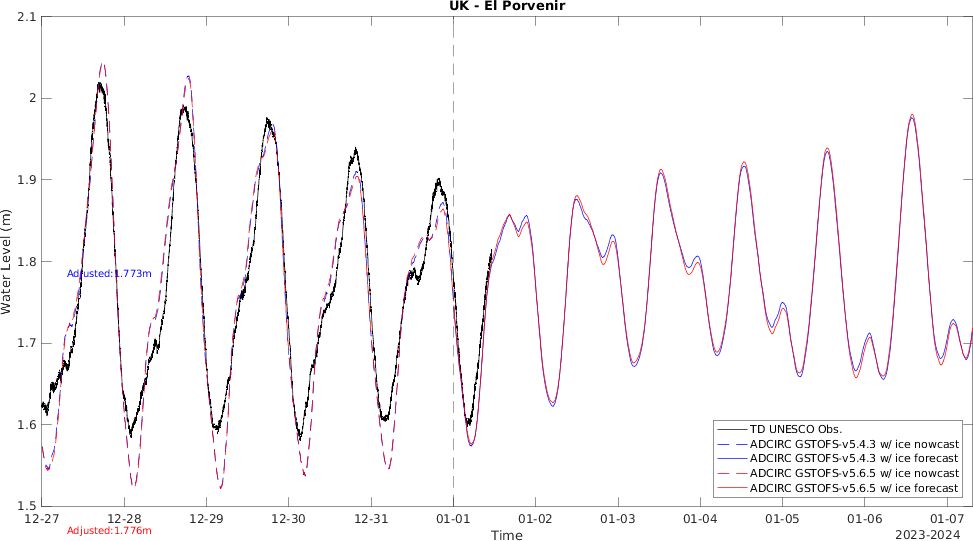 UK - El Porvenir
2.1
2
1.9
1.8
1.7
1.6
1.5
Water Level (m)
Adjusted:1.773m
Adjusted:1.776m
TD UNESCO Obs.
ADCIRC GSTOFS-v5.4.3 w/ ice nowcast
ADCIRC GSTOFS-v5.4.3 w/ ice forecast
ADCIRC GSTOFS-v5.6.5 w/ ice nowcast
ADCIRC GSTOFS-v5.6.5 w/ ice forecast
12-27 12-28 12-29 12-30 12-31 01-01 01-02 01-03 01-04 01-05 01-06 01-07
Time
2023-2024